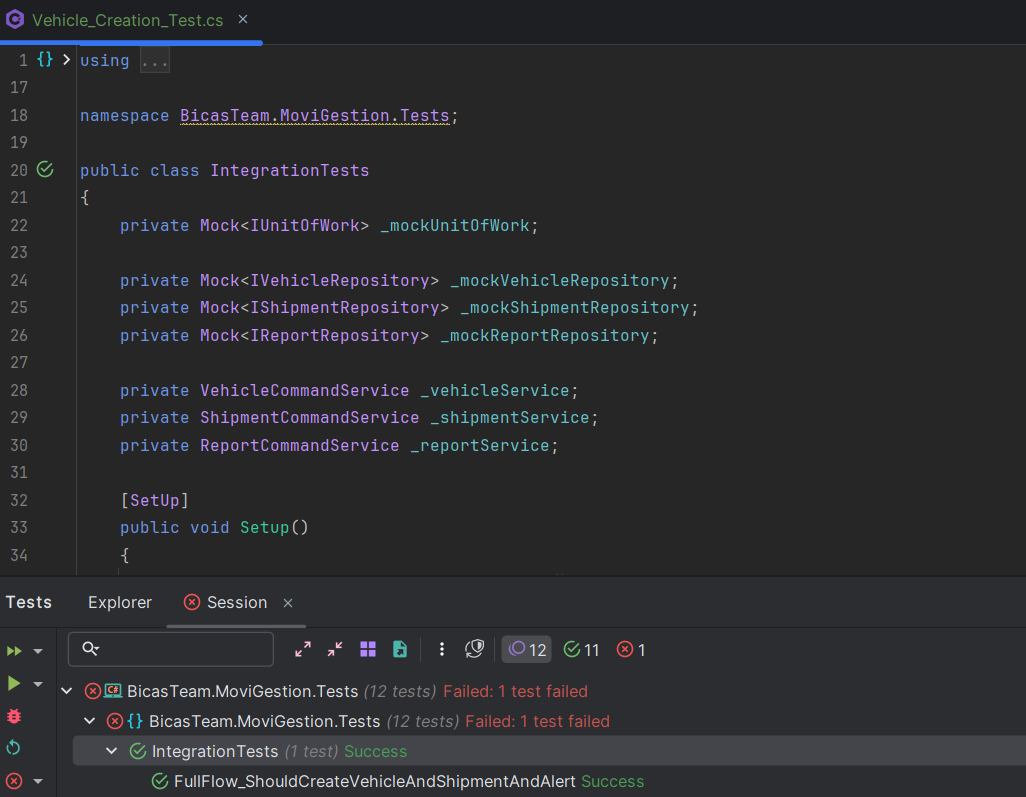 Vehicle_Creation_Test.cs ×
1 {} > using ...
17
18 namespace BicasTeam.MoviGestion.Tests;
19
20 public class IntegrationTests
21 {
22 private Mock<IUnitOfWork> _mockUnitOfWork;
23
24 private Mock<IVehicleRepository> _mockVehicleRepository;
25 private Mock<IShipmentRepository> _mockShipmentRepository;
26 private Mock<IReportRepository> _mockReportRepository;
27
28 private VehicleCommandService _vehicleService;
29 private ShipmentCommandService _shipmentService;
30 private ReportCommandService _reportService;
31
32 [SetUp]
33 public void Setup()
34 {
Tests Explorer Session ×
12 11 1
C# BicasTeam.MoviGestion.Tests (12 tests) Failed: 1 test failed
{} BicasTeam.MoviGestion.Tests (12 tests) Failed: 1 test failed
IntegrationTests (1 test) Success
FullFlow_ShouldCreateVehicleAndShipmentAndAlert Success